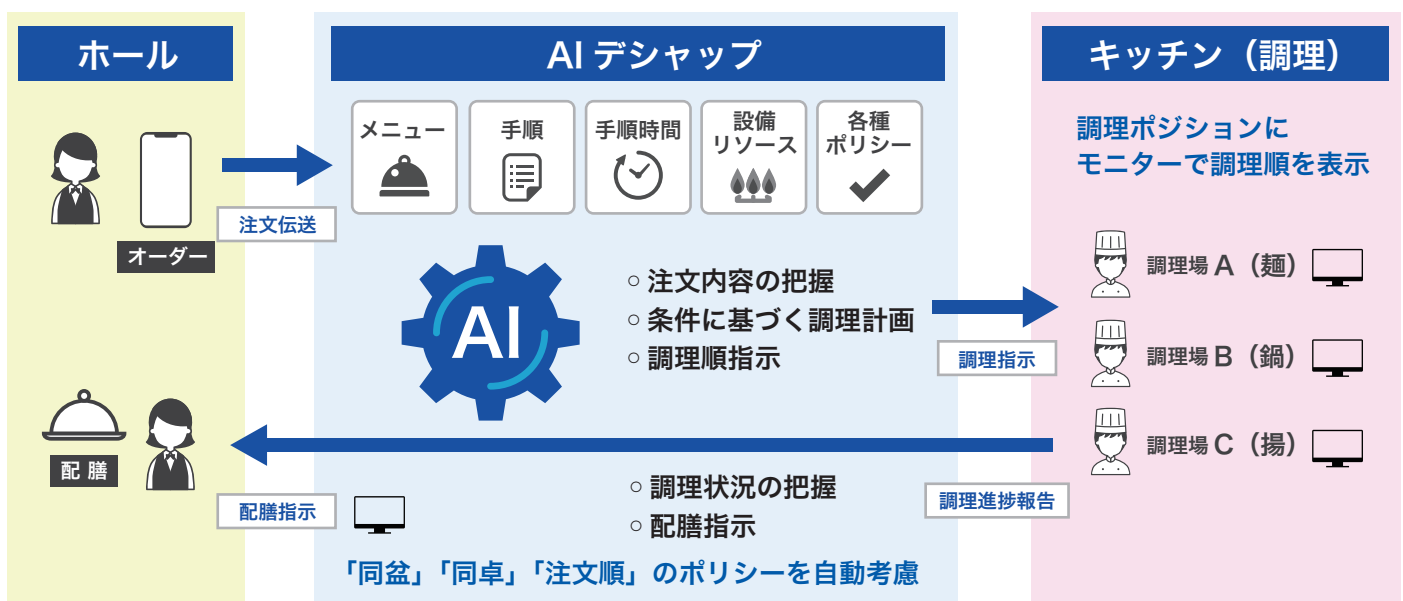 ホール
AI デシャップ
キッチン（調理）
メニュー
手順
手順時間
設備
リソース
各種
ポリシー
調理ポジションに
モニターで調理順を表示
注文伝送
オーダー
AI
○ 注文内容の把握
○ 条件に基づく調理計画
○ 調理順指示
調理指示
調理場 A（麺）
調理場 B（鍋）
調理場 C（揚）
配 膳
配膳指示
○ 調理状況の把握
○ 配膳指示
調理進捗報告
「同盆」「同卓」「注文順」のポリシーを自動考慮